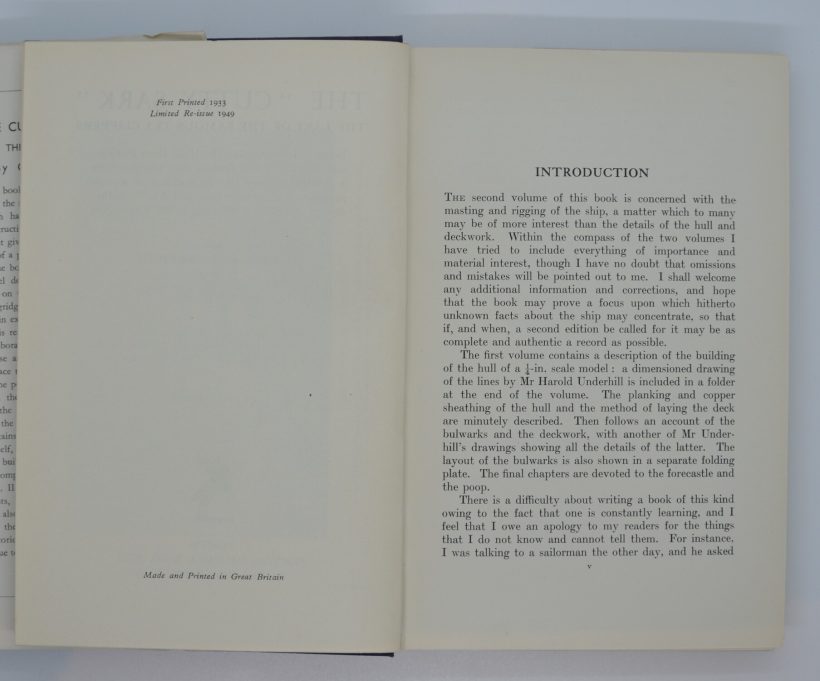 First Printed 1933
Limited Re-issue 1949
Made and Printed in Great Britain
INTRODUCTION
THE second volume of this book is concerned with the
masting and rigging of the ship, a matter which to many
may be of more interest than the details of the hull and
deckwork. Within the compass of the two volumes I
have tried to include everything of importance and
material interest, though I have no doubt that omissions
and mistakes will be pointed out to me. I shall welcome
any additional information and corrections, and hope
that the book may prove a focus upon which hitherto
unknown facts about the ship may concentrate, so that
if, and when, a second edition be called for it may be as
complete and authentic a record as possible.
The first volume contains a description of the building
of the hull of a ¼-in. scale model : a dimensioned drawing
of the lines by Mr Harold Underhill is included in a folder
at the end of the volume. The planking and copper
sheathing of the hull and the method of laying the deck
are minutely described. Then follows an account of the
bulwarks and the deckwork, with another of Mr Under-
hill's drawings showing all the details of the latter. The
layout of the bulwarks is also shown in a separate folding
plate. The final chapters are devoted to the forecastle and
the poop.
There is a difficulty about writing a book of this kind
owing to the fact that one is constantly learning, and I
feel that I owe an apology to my readers for the things
that I do not know and cannot tell them. For instance.
I was talking to a sailorman the other day, and he asked
v